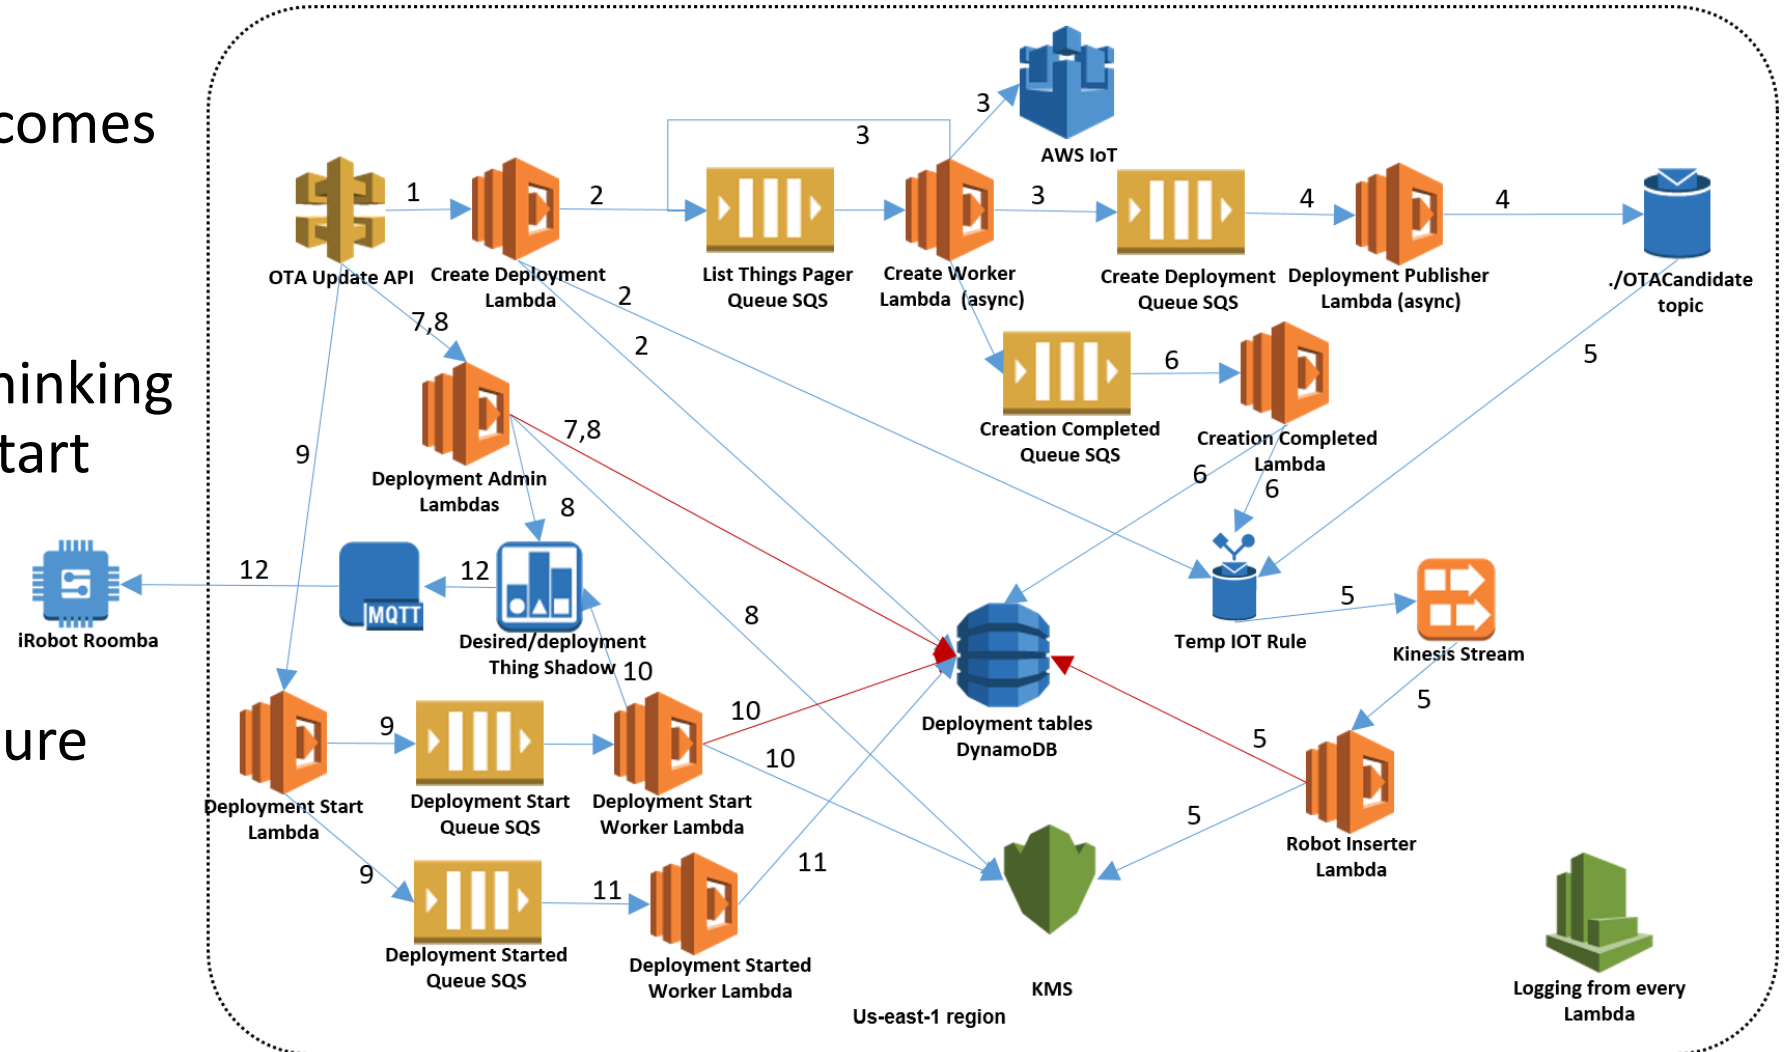 comes
hinking
tart
ure
3
AWS IoT
3
1
2
3
4
4
OTA Update API
Create Deployment
Lambda
List Things Pager
Queue SQS
Create Worker
Lambda (async)
Create Deployment
Queue SQS
Deployment Publisher
Lambda (async)
./OTACandidate
topic
2
7,8
2
5
6
Creation Completed
Queue SQS
Creation Completed
Lambda
7,8
9
6
6
Deployment Admin
Lambdas
8
12
12
MQTT
iRobot Roomba
Desired/deployment
Thing Shadow
10
8
5
Temp IOT Rule
Kinesis Stream
5
Deployment tables
DynamoDB
9
10
10
5
5
Deployment Start
Lambda
Deployment Start
Queue SQS
Deployment Start
Worker Lambda
Robot Inserter
Lambda
9
11
11
Deployment Started
Queue SQS
Deployment Started
Worker Lambda
KMS
Logging from every
Lambda
Us-east-1 region